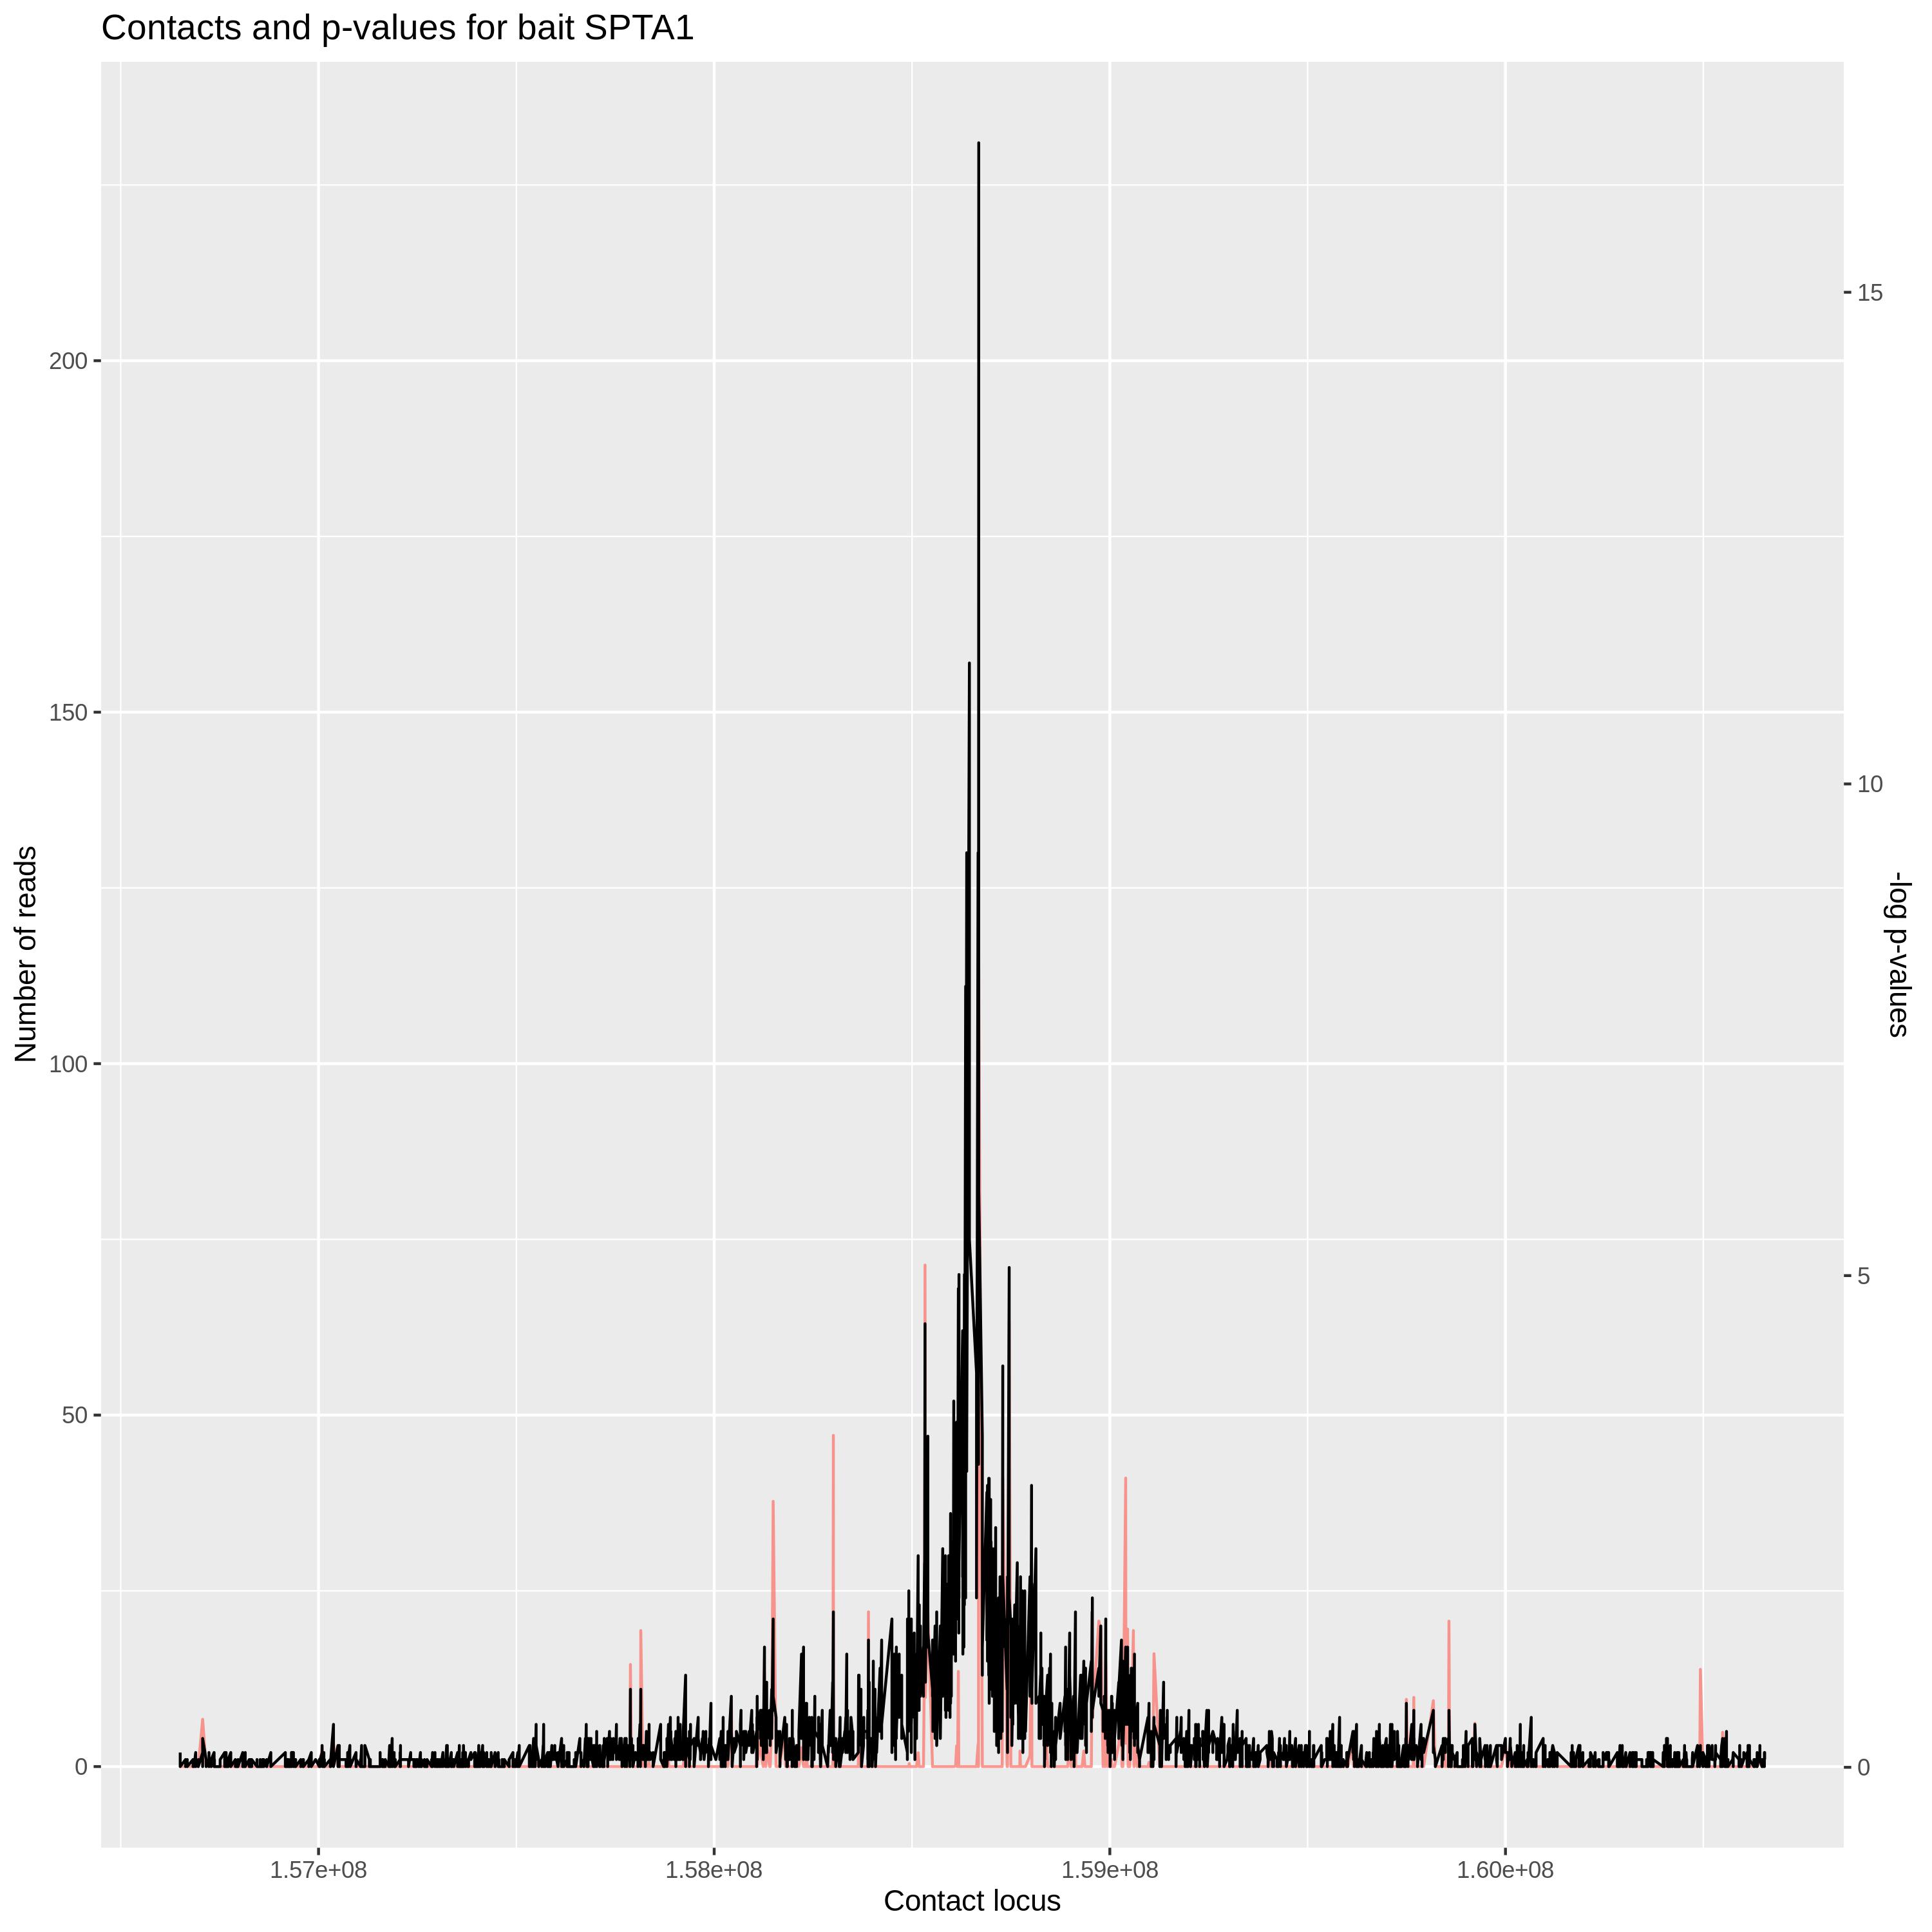 Contacts and p-values for bait SPTA1
200
150
100
50
0
Number of reads
15
10
5
0
-log p-values
1.57e+08
1.58e+08
1.59e+08
1.60e+08
Contact locus